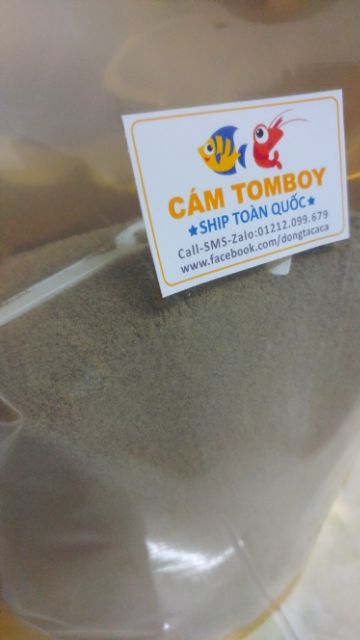 CÁM TOMBOY
SHIP TOÀN QUỐC
Call-SMS-Zalo:01212.099.679
www.facebook.com/dongtacaca